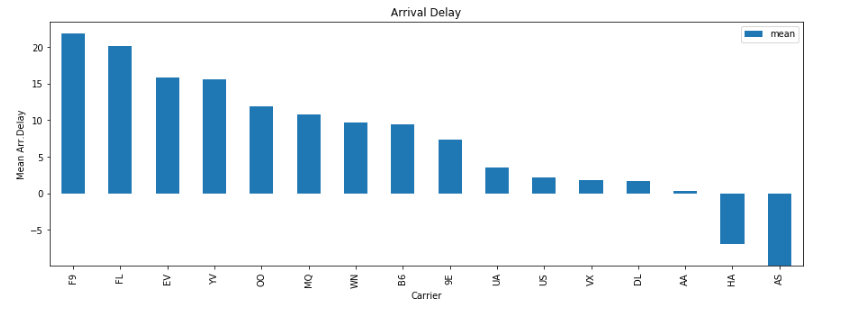 Arrival Delay
mean
Mean Arr.Delay
20
15
10
5
0
−5
F9 FL EV YV OO MQ WN B6 9E UA US VX DL AA HA AS
Carrier